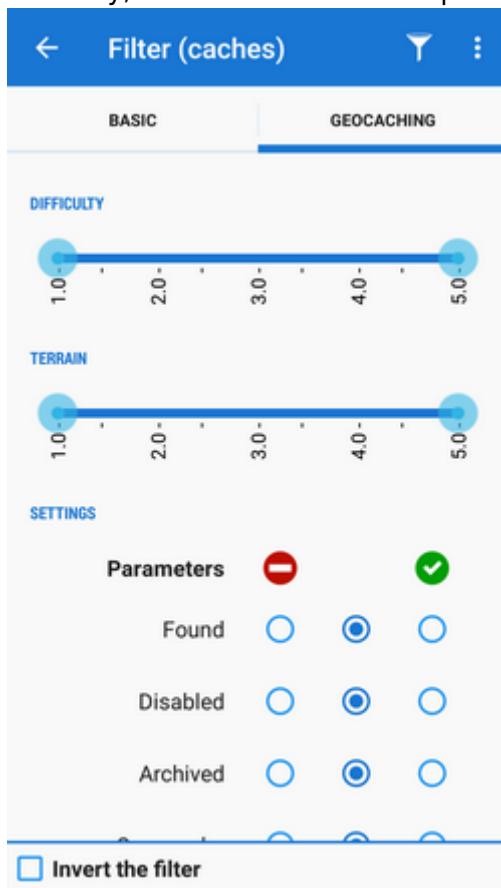 Filter (caches)
BASIC GEOCACHING
DIFFICULTY
1.0- - 2.0- - 3.0- - 4.0- - 5.0-
TERRAIN
1.0- - 2.0- - 3.0- - 4.0- - 5.0-
SETTINGS
Parameters
Found
Disabled
Archived
Invert the filter